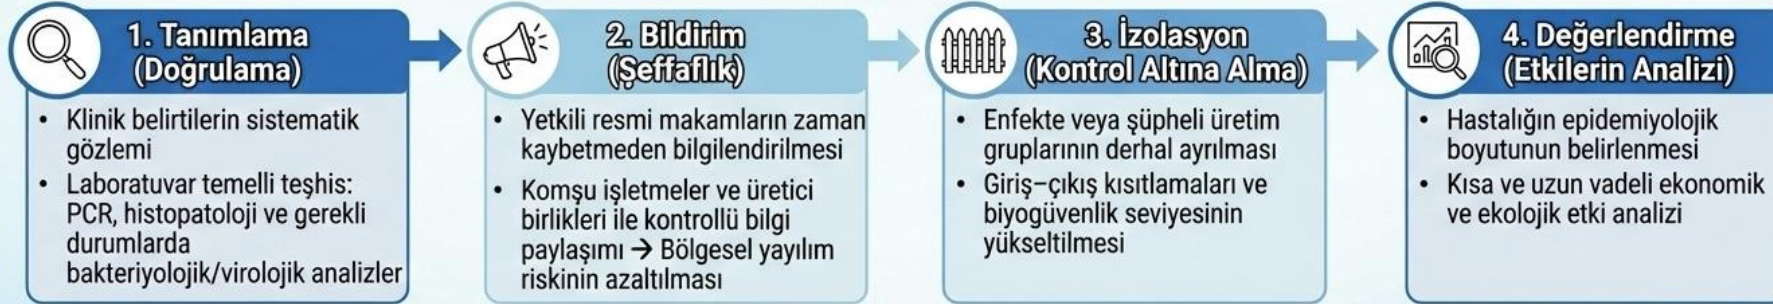 1. Tanımlama
(Doğrulama)
• Klinik belirtilerin sistematik
gözlemi
• Laboratuvar temelli teşhis:
PCR, histopatoloji ve gerekli
durumlarda
bakteriyolojik/virolojik analizler
2. Bildirim
(Şeffaflık)
• Yetkili resmi makamların zaman
kaybetmeden bilgilendirilmesi
• Komşu işletmeler ve üretici
birlikleri ile kontrollü bilgi
paylaşımı → Bölgesel yayılım
riskinin azaltılması
3. İzolasyon
(Kontrol Altına Alma)
• Enfekte veya şüpheli üretim
gruplarının derhal ayrılması
• Giriş–çıkış kısıtlamaları ve
biyogüvenlik seviyesinin
yükseltilmesi
4. Değerlendirme
(Etkilerin Analizi)
• Hastalığın epidemiyolojik
boyutunun belirlenmesi
• Kısa ve uzun vadeli ekonomik
ve ekolojik etki analizi